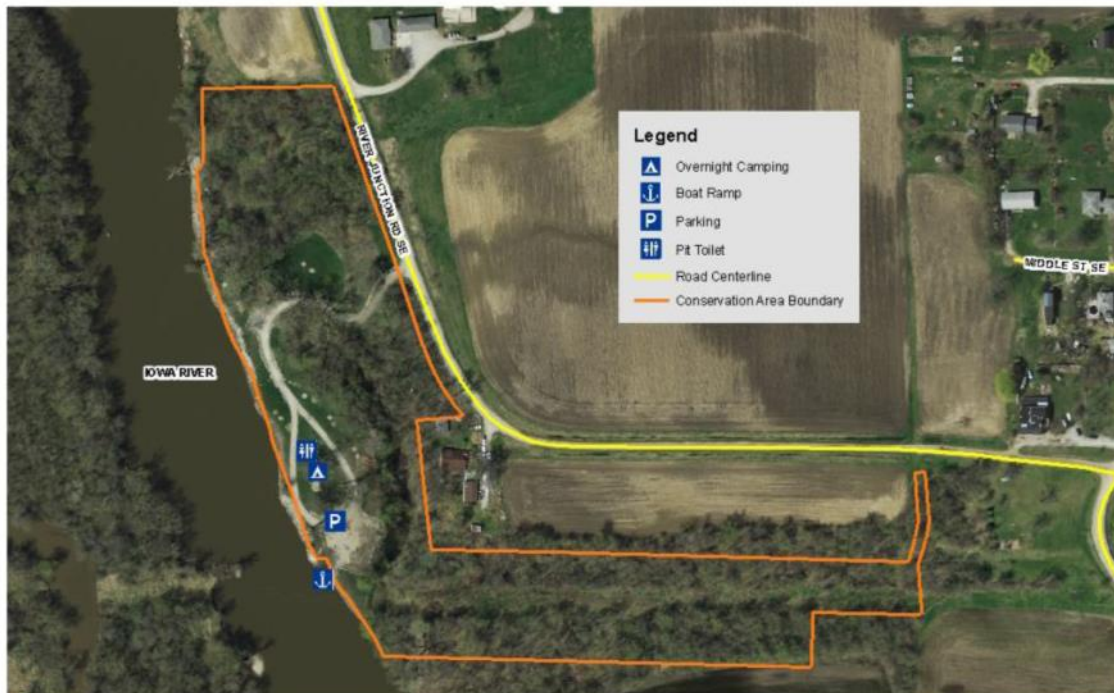 RIVER JUNCTION RD SE
Legend
Overnight Camping
Boat Ramp
P Parking
Pit Toilet
Road Centerline
Conservation Area Boundary
MIDDLE ST SE
IOWA RIVER
P